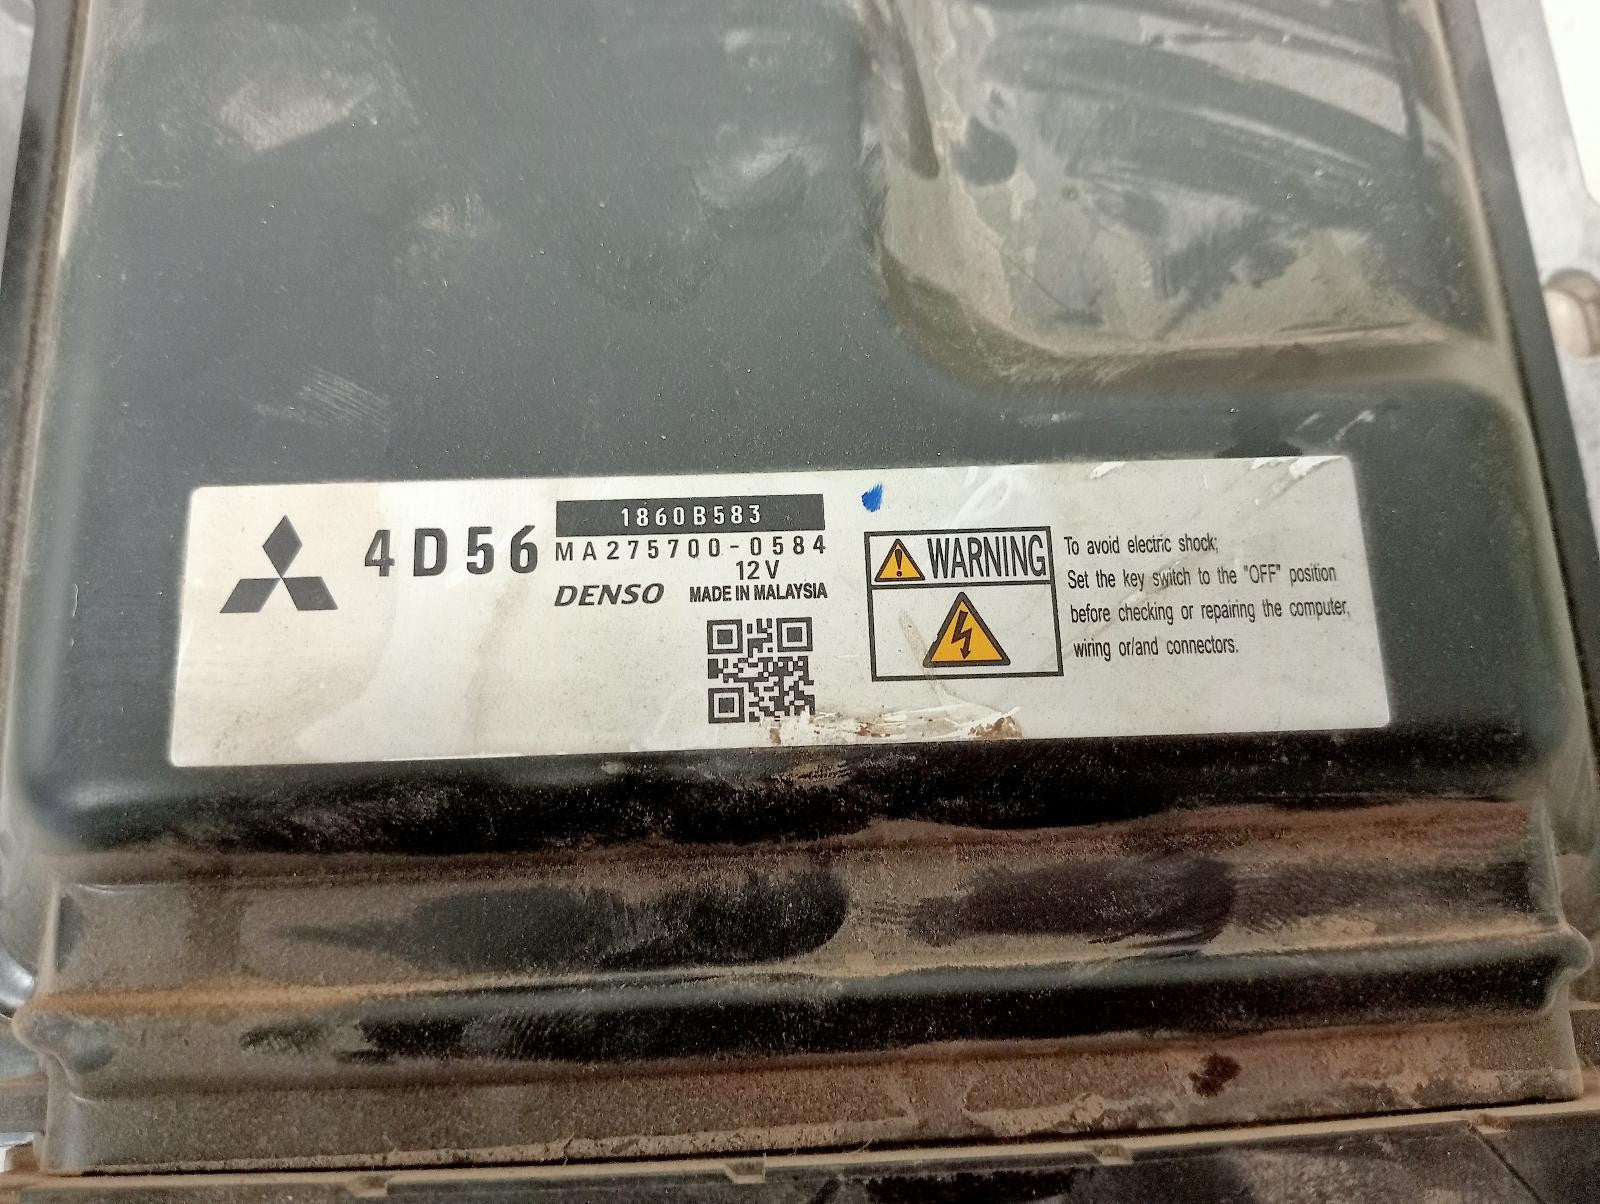 4D56
1860B583
MA275700-0584
12V
DENSO MADE IN MALAYSIA
WARNING
To avoid electric shock;
Set the key switch to the "OFF" position
before checking or repairing the computer,
wiring or/and connectors.